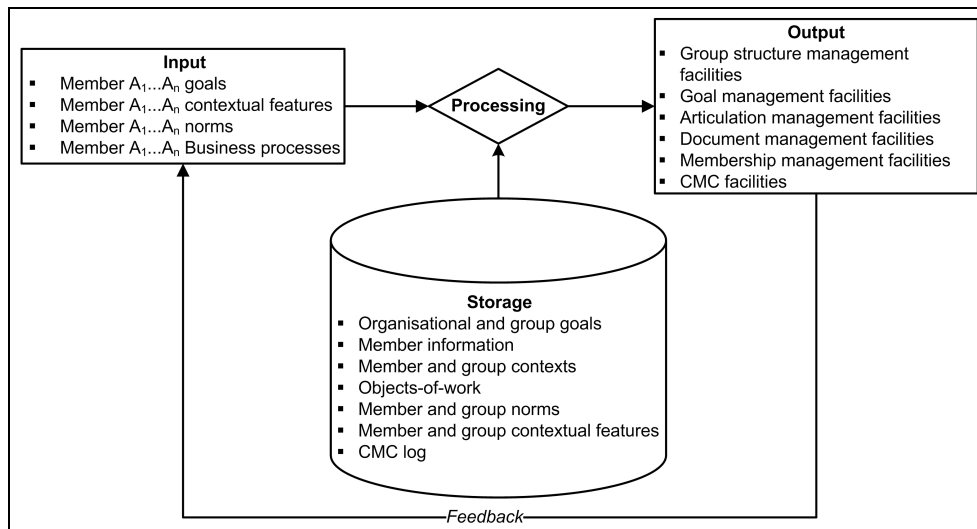 Input
▪ Member A₁...Aₙ goals
▪ Member A₁...Aₙ contextual features
▪ Member A₁...Aₙ norms
▪ Member A₁...Aₙ Business processes
Processing
Output
▪ Group structure management
facilities
▪ Goal management facilities
▪ Articulation management facilities
▪ Document management facilities
▪ Membership management facilities
▪ CMC facilities
Storage
▪ Organisational and group goals
▪ Member information
▪ Member and group contexts
▪ Objects-of-work
▪ Member and group norms
▪ Member and group contextual features
▪ CMC log
Feedback